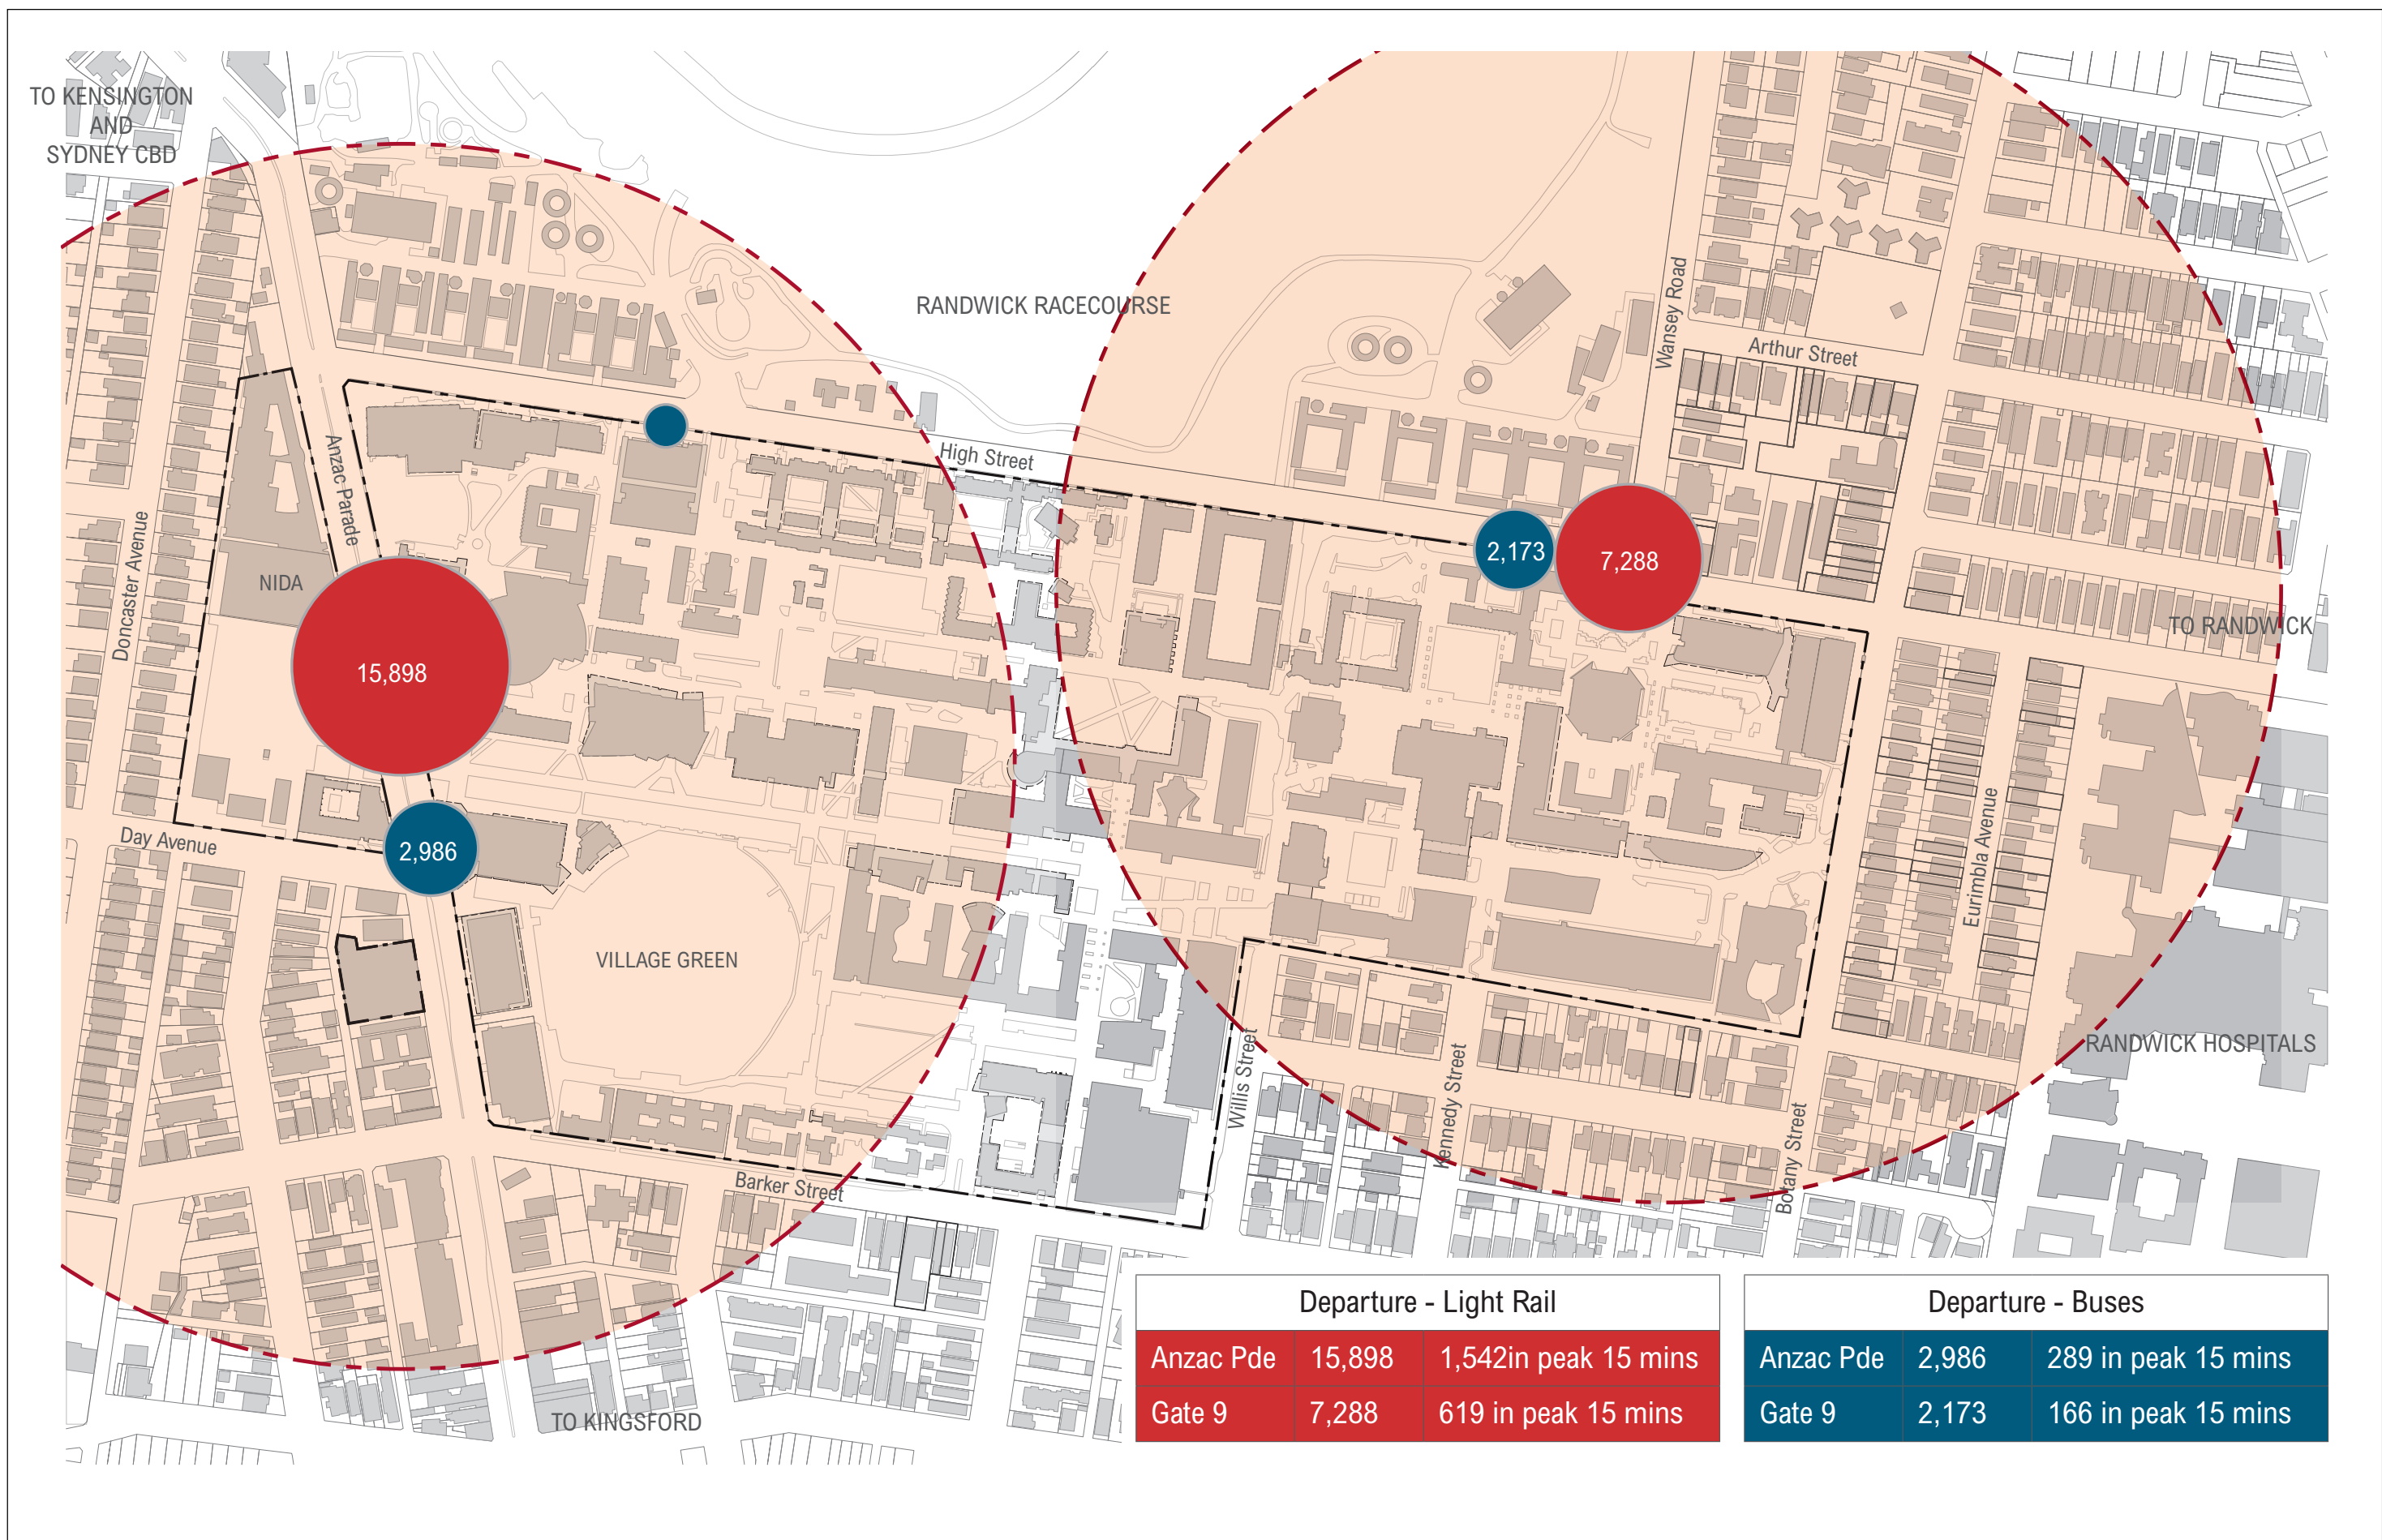 TO KENSINGTON
AND
SYDNEY CBD
RANDWICK RACECOURSE
Wansey Road
Arthur Street
High Street
Anzac Parade
Doncaster Avenue
NIDA
2,173
7,288
TO RANDWICK
15,898
Day Avenue
2,986
Eurimbla Avenue
VILLAGE GREEN
RANDWICK HOSPITALS
Willis Street
Kennedy Street
Botany Street
Barker Street
TO KINGSFORD
Departure - Light Rail
Anzac Pde 15,898 1,542in peak 15 mins
Gate 9 7,288 619 in peak 15 mins
Departure - Buses
Anzac Pde 2,986 289 in peak 15 mins
Gate 9 2,173 166 in peak 15 mins